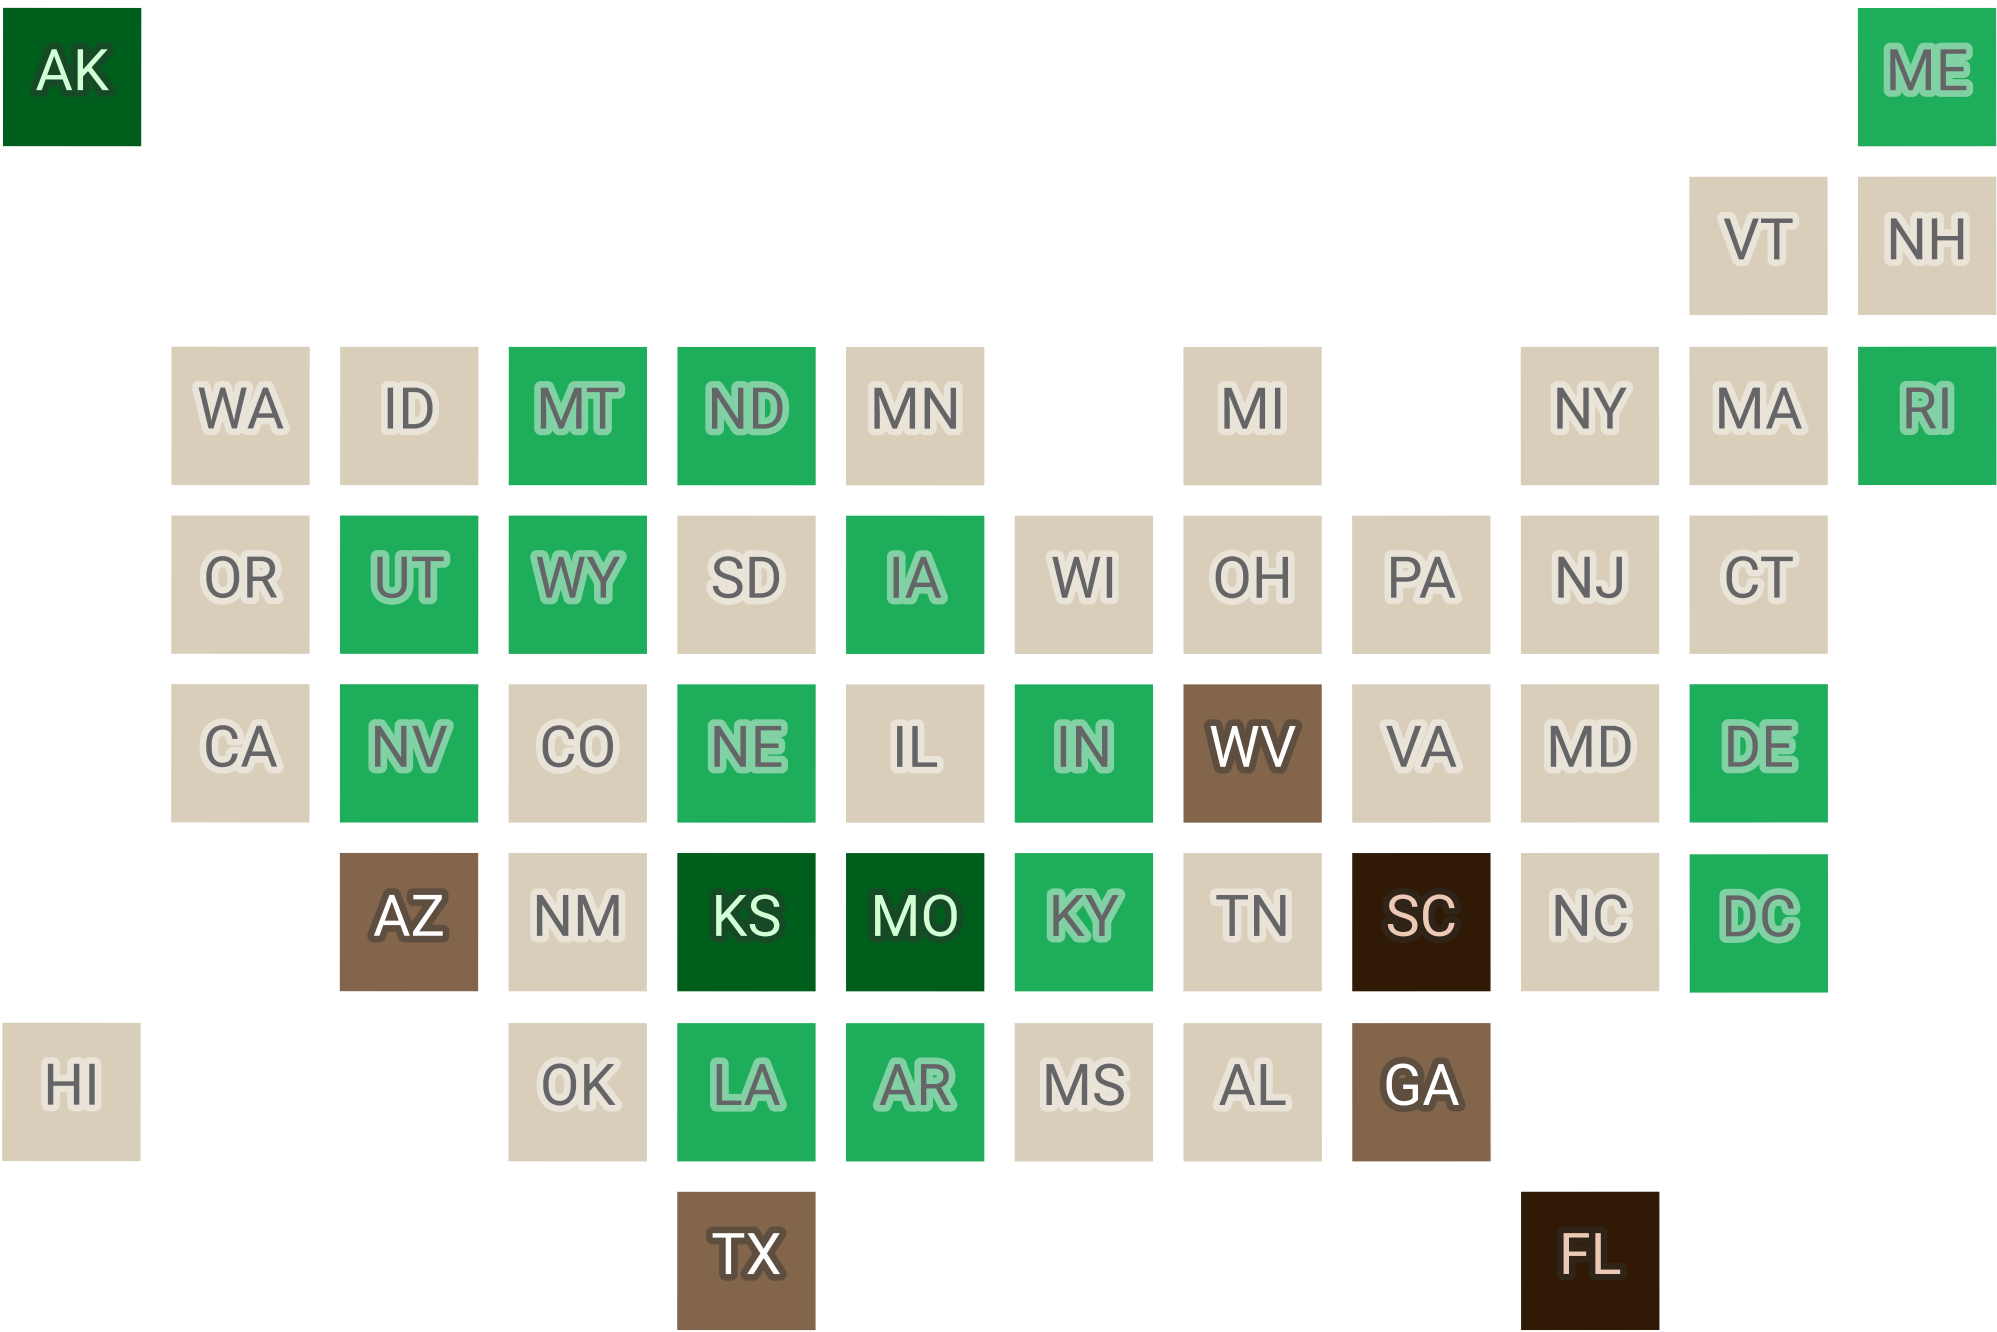 AK ME
VT NH
WA ID MT ND MN MI NY MA RI
OR UT WY SD IA WI OH PA NJ CT
CA NV CO NE IL IN WV VA MD DE
AZ NM KS MO KY TN SC NC DC
HI OK LA AR MS AL GA
TX FL